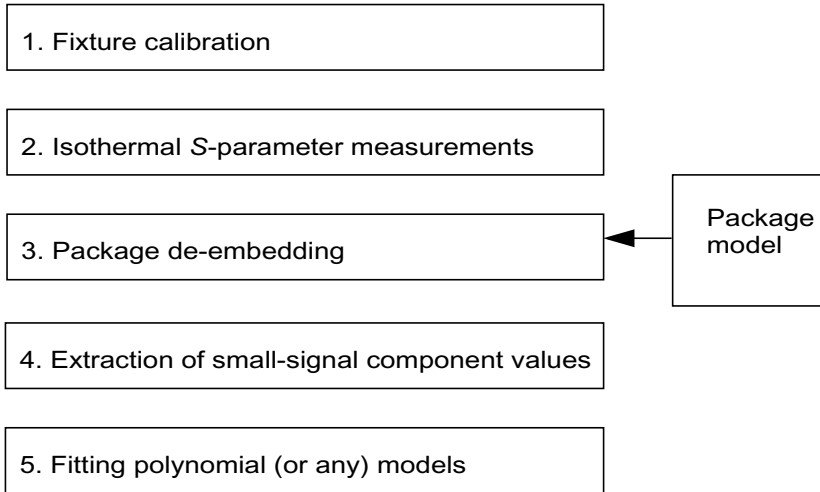 1. Fixture calibration
2. Isothermal S-parameter measurements
3. Package de-embedding
Package
model
4. Extraction of small-signal component values
5. Fitting polynomial (or any) models